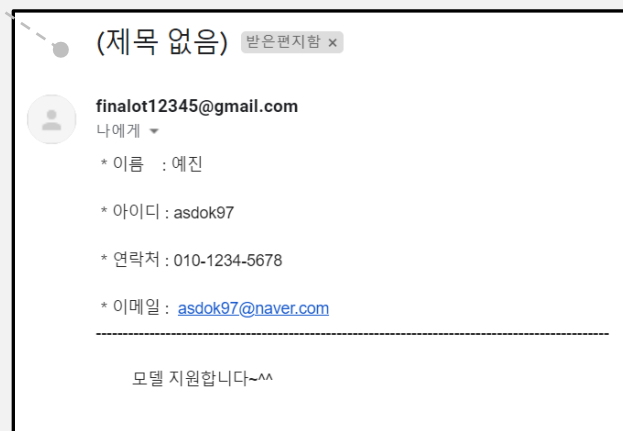 (제목 없음) 받은편지함 ×
finalot12345@gmail.com
나에게
* 이름 : 예진
* 아이디 : asdok97
* 연락처 : 010-1234-5678
* 이메일 : asdok97@naver.com
모델 지원합니다~^^